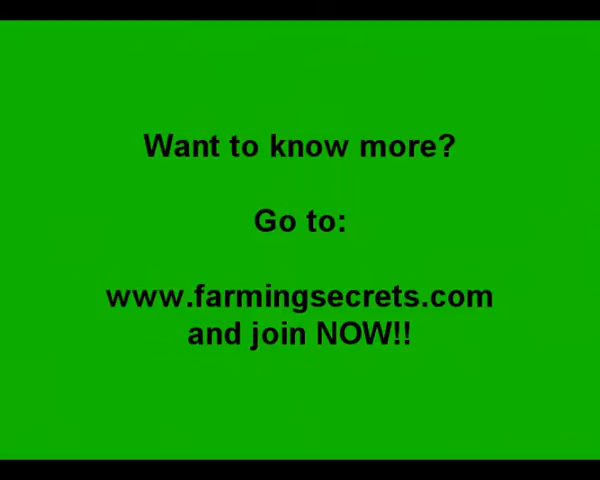 Want to know more?
Go to:
www.farmingsecrets.com
and join NOW!!